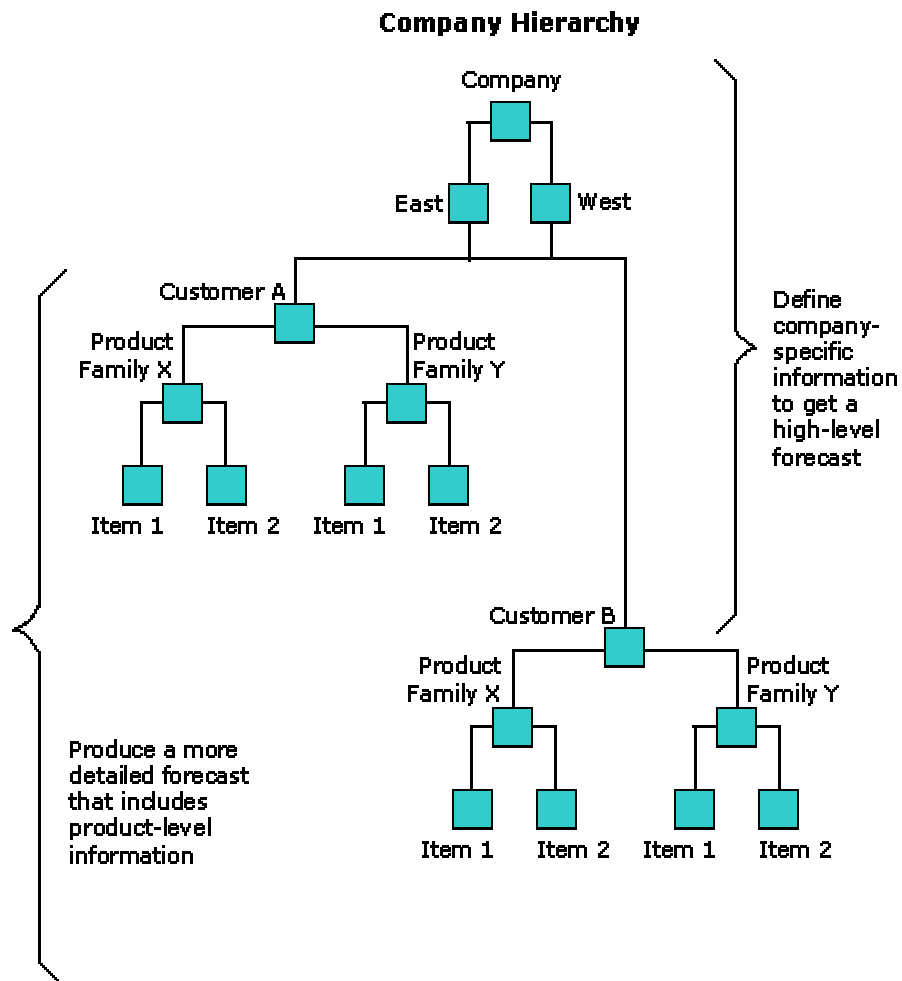 Company Hierarchy
Company
East
West
Customer A
Product
Family X
Product
Family Y
Item 1
Item 2
Item 1
Item 2
Define
company-
specific
information
to get a
high-level
forecast
Customer B
Product
Family X
Product
Family Y
Item 1
Item 2
Item 1
Item 2
Produce a more
detailed forecast
that includes
product-level
information